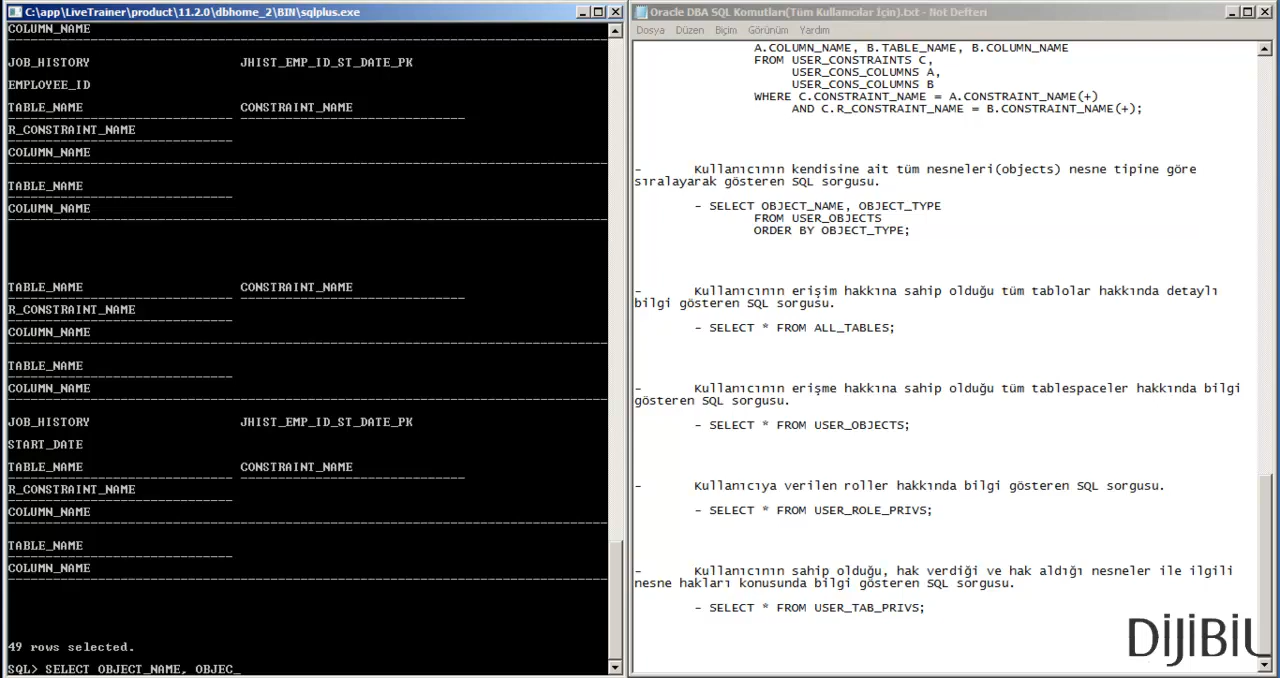 C:\app\LiveTrainer\product\11.2.0\dbhome_2\BIN\sqlplus.exe
COLUMN_NAME
JOB_HISTORY JHIST_EMP_ID_ST_DATE_PK
EMPLOYEE_ID
TABLE_NAME CONSTRAINT_NAME
R_CONSTRAINT_NAME
COLUMN_NAME
TABLE_NAME
COLUMN_NAME
TABLE_NAME CONSTRAINT_NAME
R_CONSTRAINT_NAME
COLUMN_NAME
TABLE_NAME
COLUMN_NAME
JOB_HISTORY JHIST_EMP_ID_ST_DATE_PK
START_DATE
TABLE_NAME CONSTRAINT_NAME
R_CONSTRAINT_NAME
COLUMN_NAME
TABLE_NAME
COLUMN_NAME
49 rows selected.
SQL> SELECT OBJECT_NAME, OBJEC_
Oracle DBA SQL Komutları(Tüm Kullanıcılar İçin).txt - Not Defteri
Dosya Düzen Biçim Görünüm Yardım
A.COLUMN_NAME, B.TABLE_NAME, B.COLUMN_NAME
FROM USER_CONSTRAINTS C,
USER_CONS_COLUMNS A,
USER_CONS_COLUMNS B
WHERE C.CONSTRAINT_NAME = A.CONSTRAINT_NAME(+)
AND C.R_CONSTRAINT_NAME = B.CONSTRAINT_NAME(+);
- Kullanıcının kendisine ait tüm nesneleri(objects) nesne tipine göre
sıralayarak gösteren SQL sorgusu.
- SELECT OBJECT_NAME, OBJECT_TYPE
FROM USER_OBJECTS
ORDER BY OBJECT_TYPE;
- Kullanıcının erişim hakkına sahip olduğu tüm tablolar hakkında detaylı
bilgi gösteren SQL sorgusu.
- SELECT * FROM ALL_TABLES;
- Kullanıcının erişme hakkına sahip olduğu tüm tablespaceler hakkında bilgi
gösteren SQL sorgusu.
- SELECT * FROM USER_OBJECTS;
- Kullanıcıya verilen roller hakkında bilgi gösteren SQL sorgusu.
- SELECT * FROM USER_ROLE_PRIVS;
- Kullanıcının sahip olduğu, hak verdiği ve hak aldığı nesneler ile ilgili
nesne hakları konusunda bilgi gösteren SQL sorgusu.
- SELECT * FROM USER_TAB_PRIVS;
DiJiBiL